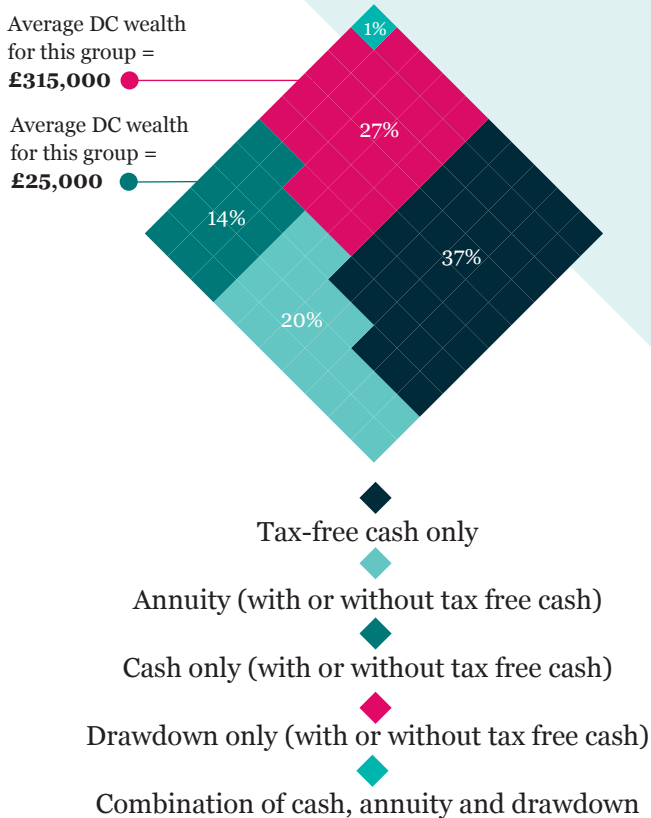 Average DC wealth
for this group =
£315,000
Average DC wealth
for this group =
£25,000
1%
27%
14%
37%
20%
Tax-free cash only
Annuity (with or without tax free cash)
Cash only (with or without tax free cash)
Drawdown only (with or without tax free cash)
Combination of cash, annuity and drawdown